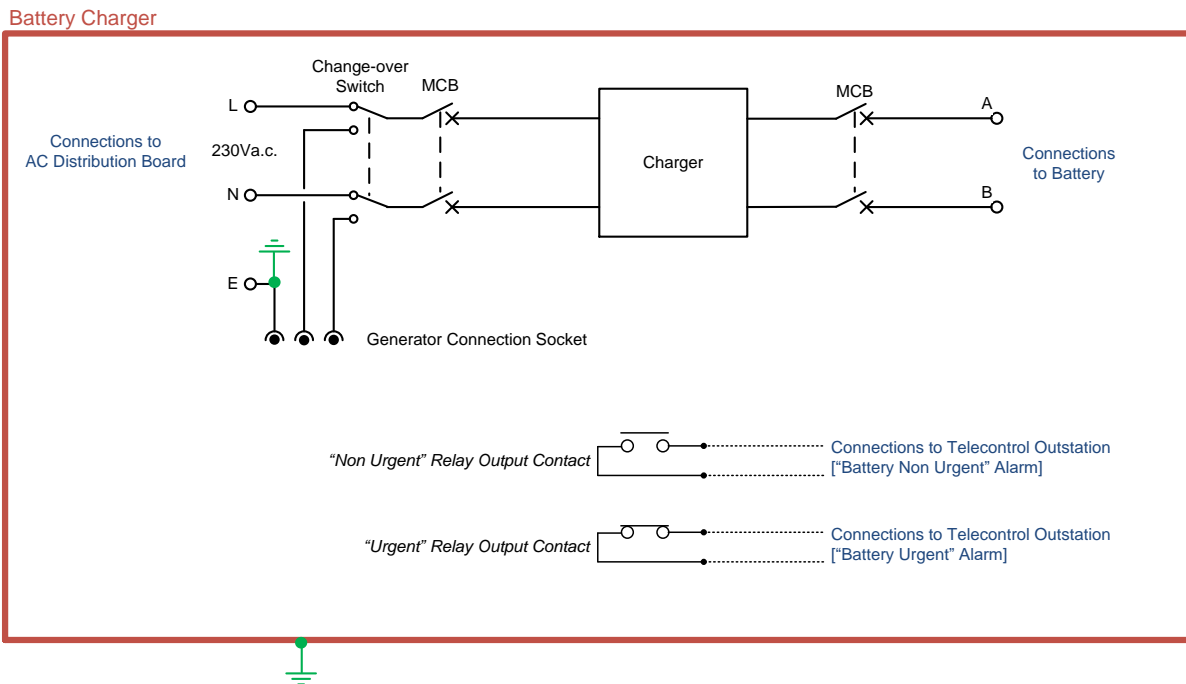 Battery Charger
Change-over
Switch
MCB
MCB
L
A
Connections to
AC Distribution Board
230Va.c.
Charger
Connections
to Battery
N
B
E
Generator Connection Socket
“Non Urgent” Relay Output Contact
Connections to Telecontrol Outstation
[“Battery Non Urgent” Alarm]
“Urgent” Relay Output Contact
Connections to Telecontrol Outstation
[“Battery Urgent” Alarm]